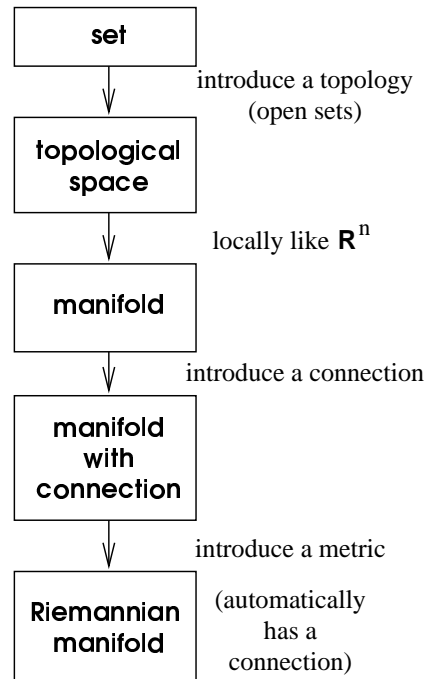 set
introduce a topology
(open sets)
topological
space
locally like Rⁿ
manifold
introduce a connection
manifold
with
connection
introduce a metric
Riemannian
manifold
(automatically
has a
connection)